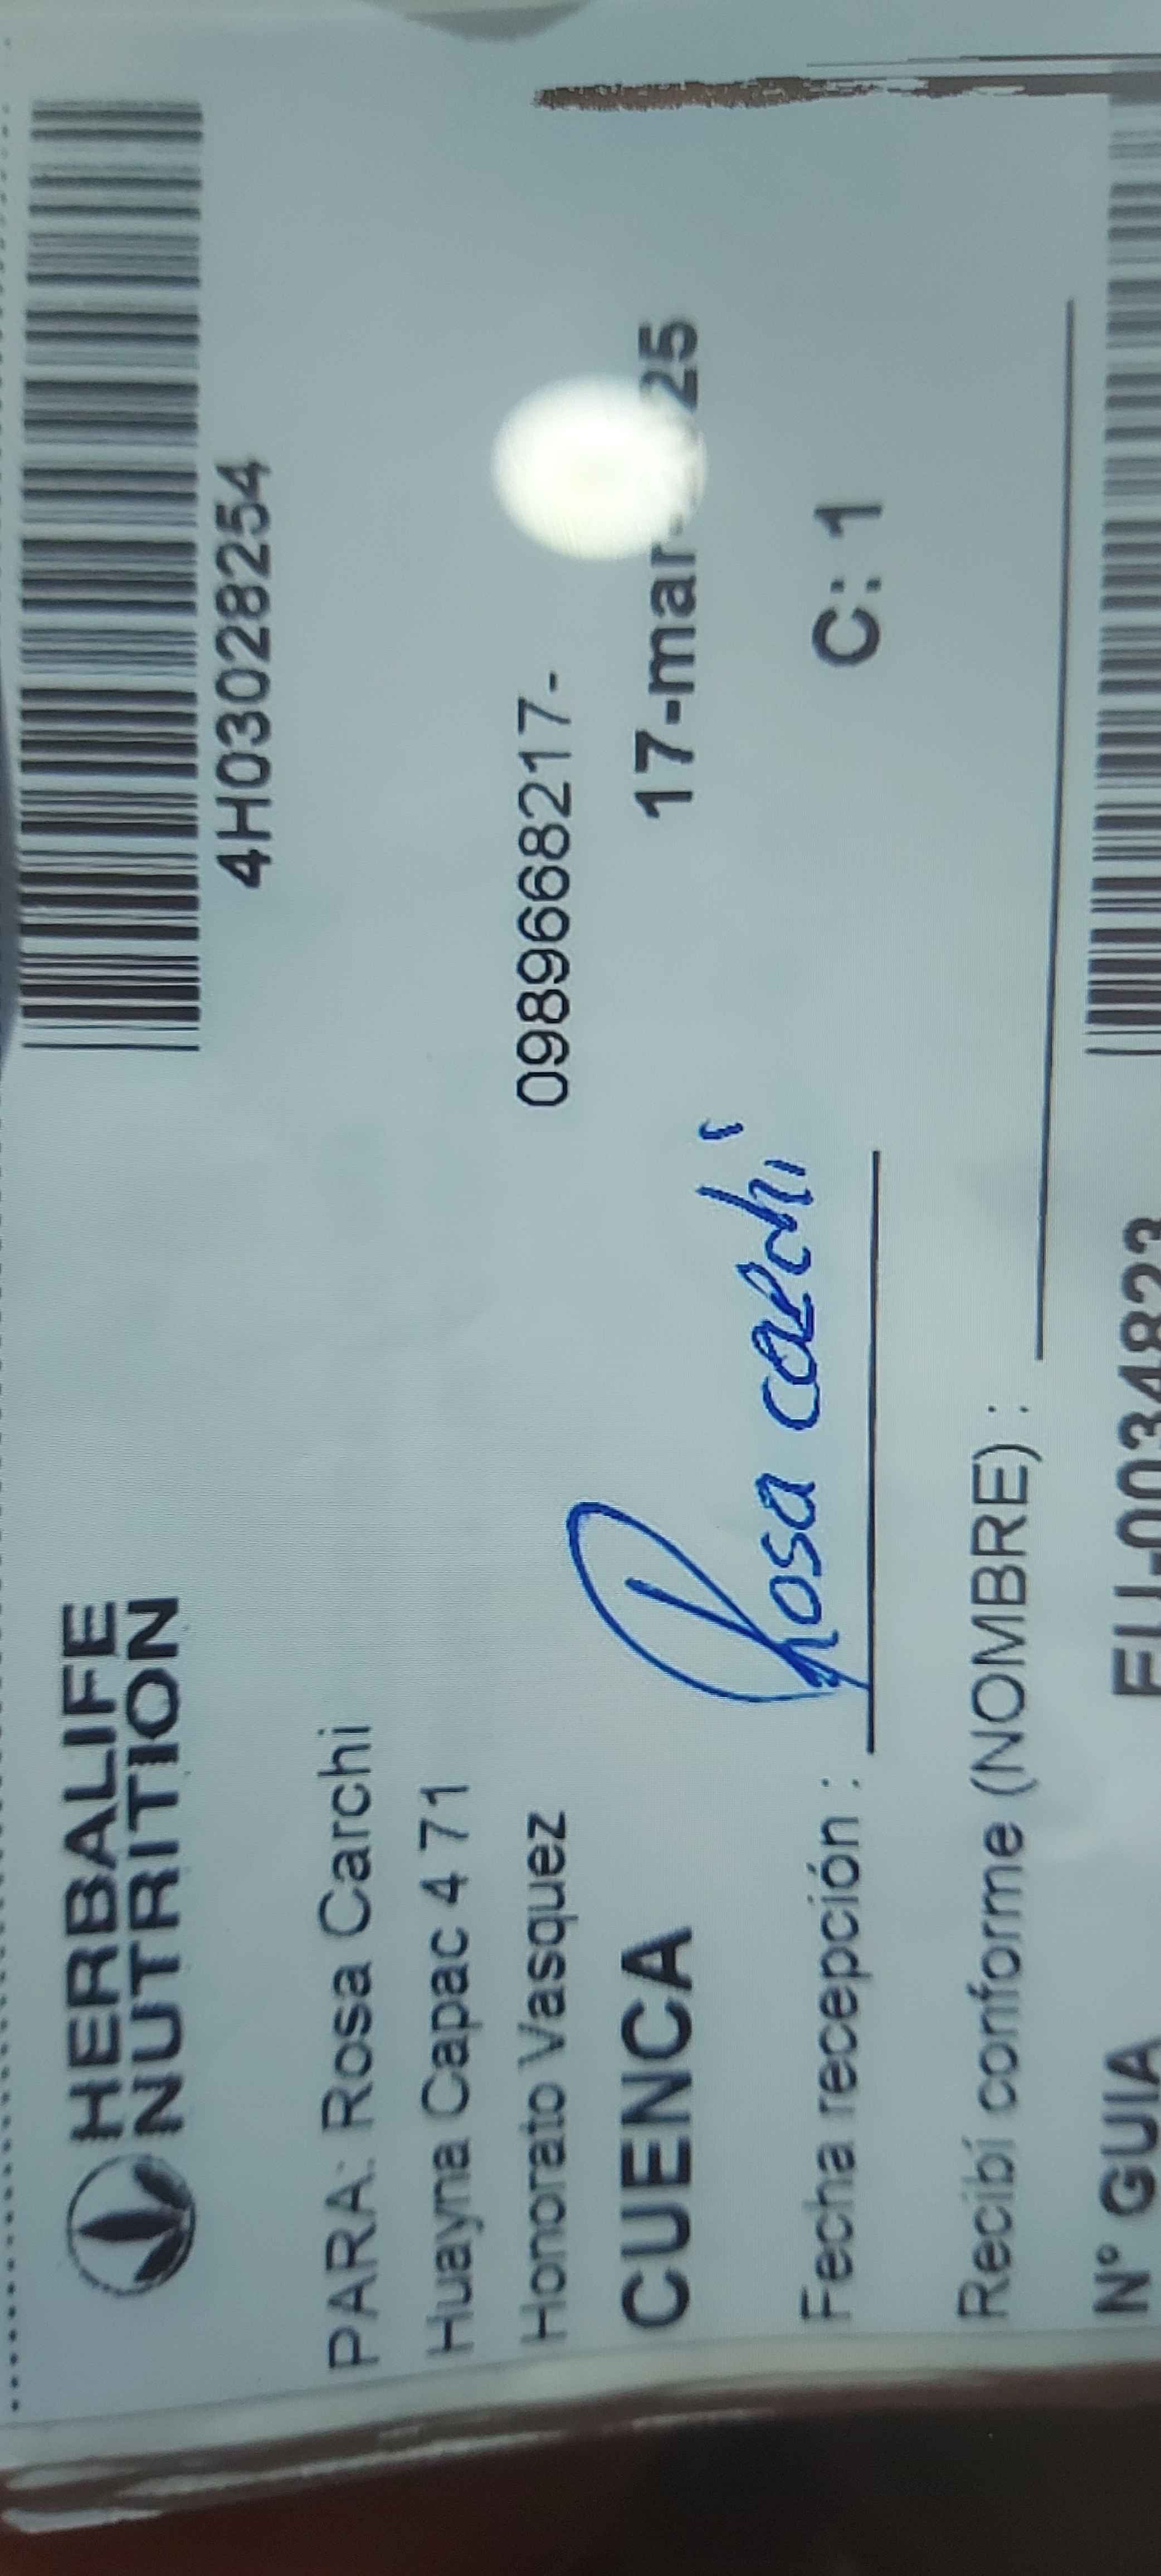 HERBALIFE
NUTRITION
4H03028254
PARA: Rosa Carchi
Huayna Capac 4 71
Honorato Vasquez 0989668217-
CUENCA 17-mar- 25
Rosa carchi
Fecha recepción : C: 1
Recibí conforme (NOMBRE) :
N° GUIA